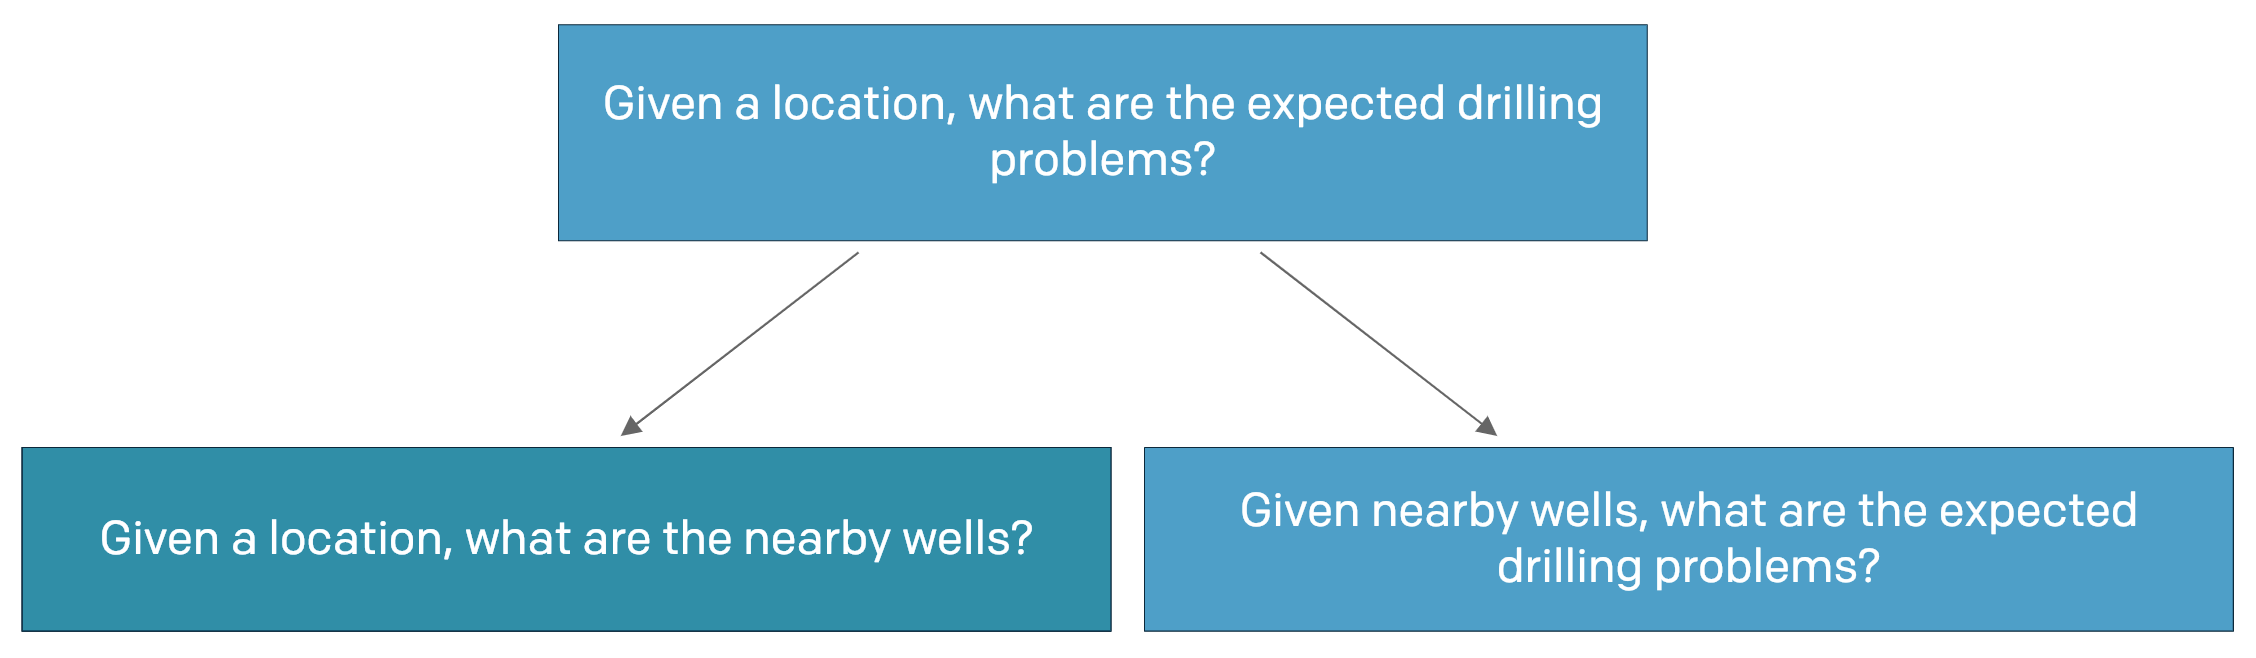 Given a location, what are the expected drilling
problems?
Given a location, what are the nearby wells?
Given nearby wells, what are the expected
drilling problems?